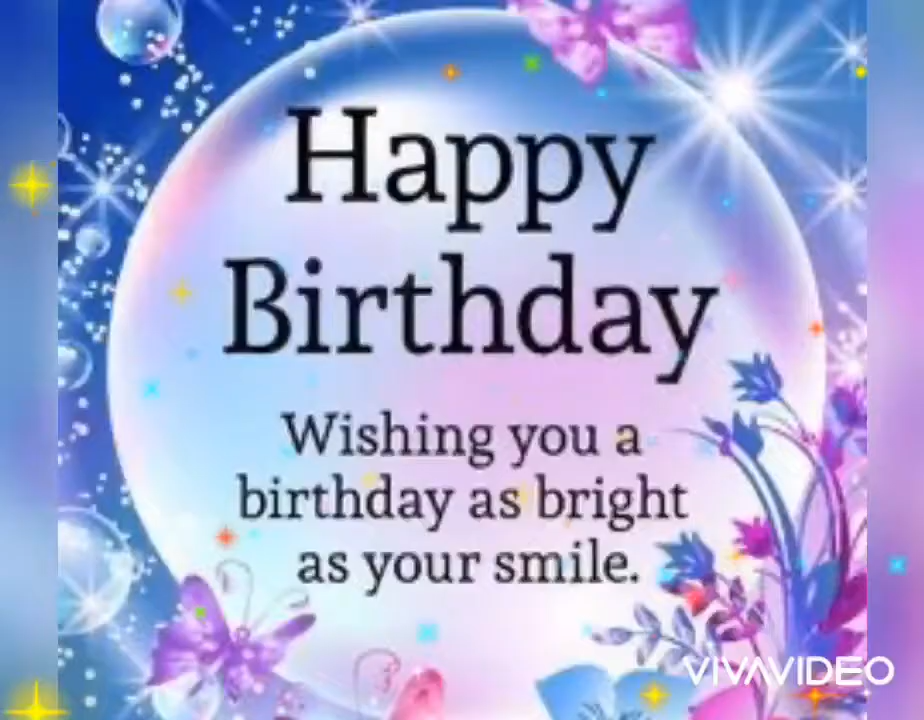 Happy
Birthday
Wishing you a
birthday as bright
as your smile.
VIVAVIDEO